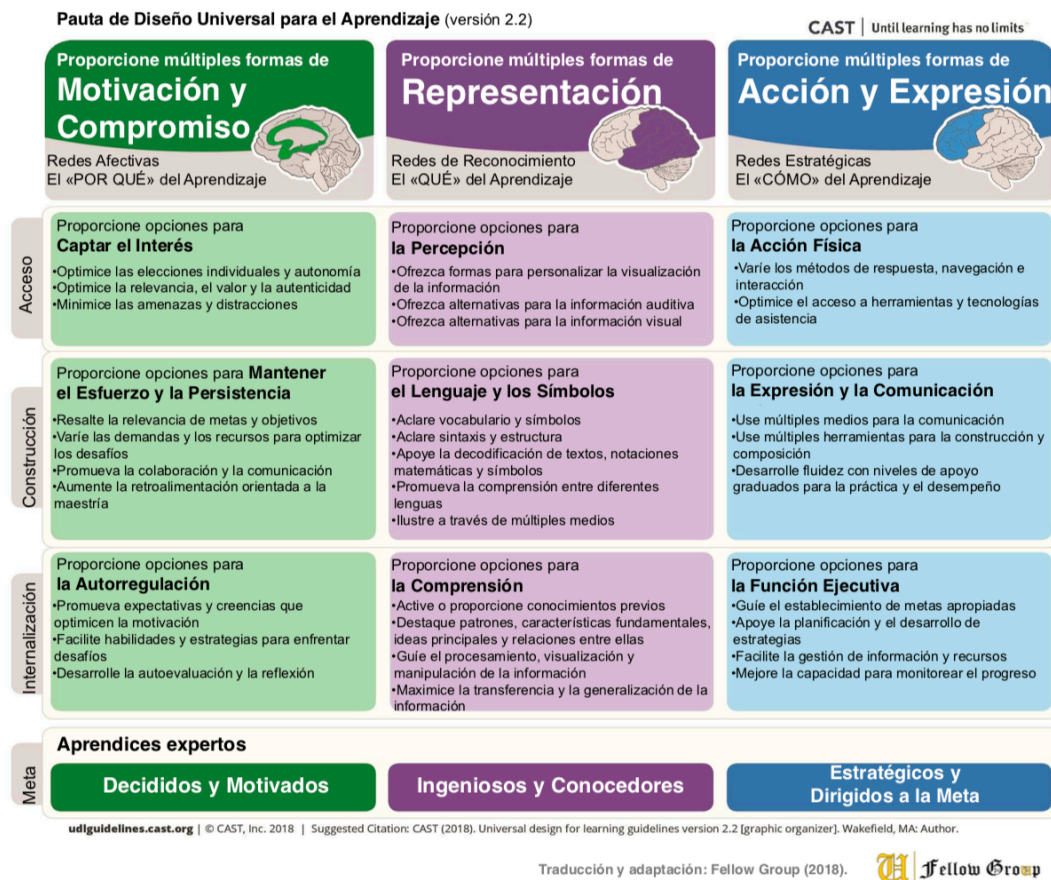 Pauta de Diseño Universal para el Aprendizaje (versión 2.2)
CAST | Until learning has no limits
Proporcione múltiples formas de
Motivación y
Compromiso
Redes Afectivas
El «POR QUÉ» del Aprendizaje
Proporcione múltiples formas de
Representación
Redes de Reconocimiento
El «QUÉ» del Aprendizaje
Proporcione múltiples formas de
Acción y Expresión
Redes Estratégicas
El «CÓMO» del Aprendizaje
Acceso
Proporcione opciones para
Captar el Interés
•Optimice las elecciones individuales y autonomía
•Optimice la relevancia, el valor y la autenticidad
•Minimice las amenazas y distracciones
Proporcione opciones para
la Percepción
•Ofrezca formas para personalizar la visualización
de la información
•Ofrezca alternativas para la información auditiva
•Ofrezca alternativas para la información visual
Proporcione opciones para
la Acción Física
•Varíe los métodos de respuesta, navegación e
interacción
•Optimice el acceso a herramientas y tecnologías
de asistencia
Construcción
Proporcione opciones para Mantener
el Esfuerzo y la Persistencia
•Resalte la relevancia de metas y objetivos
•Varíe las demandas y los recursos para optimizar
los desafíos
•Promueva la colaboración y la comunicación
•Aumente la retroalimentación orientada a la
maestría
Proporcione opciones para
el Lenguaje y los Símbolos
•Aclare vocabulario y símbolos
•Aclare sintaxis y estructura
•Apoye la decodificación de textos, notaciones
matemáticas y símbolos
•Promueva la comprensión entre diferentes
lenguas
•Ilustre a través de múltiples medios
Proporcione opciones para
la Expresión y la Comunicación
•Use múltiples medios para la comunicación
•Use múltiples herramientas para la construcción y
composición
•Desarrolle fluidez con niveles de apoyo
graduados para la práctica y el desempeño
Internalización
Proporcione opciones para
la Autorregulación
•Promueva expectativas y creencias que
optimicen la motivación
•Facilite habilidades y estrategias para enfrentar
desafíos
•Desarrolle la autoevaluación y la reflexión
Proporcione opciones para
la Comprensión
•Active o proporcione conocimientos previos
•Destaque patrones, características fundamentales,
ideas principales y relaciones entre ellas
•Guíe el procesamiento, visualización y
manipulación de la información
•Maximice la transferencia y la generalización de la
información
Proporcione opciones para
la Función Ejecutiva
•Guíe el establecimiento de metas apropiadas
•Apoye la planificación y el desarrollo de
estrategias
•Facilite la gestión de información y recursos
•Mejore la capacidad para monitorear el progreso
Meta
Aprendices expertos
Decididos y Motivados
Ingeniosos y Conocedores
Estratégicos y
Dirigidos a la Meta
udlguidelines.cast.org | © CAST, Inc. 2018 | Suggested Citation: CAST (2018). Universal design for learning guidelines version 2.2 [graphic organizer]. Wakefield, MA: Author.
Traducción y adaptación: Fellow Group (2018).
Fellow Group